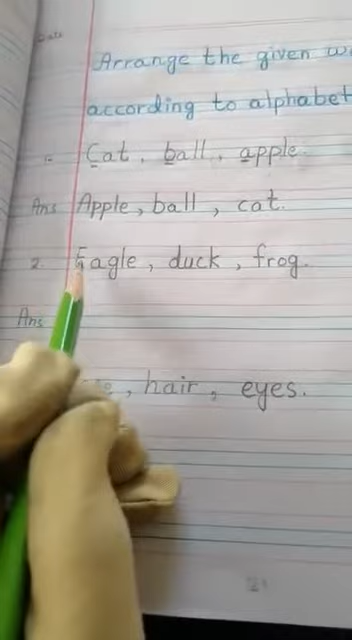 Date
Arrange the given
according to alphabet
Cat, ball, apple.
Ans Apple, ball, cat.
2. Eagle, duck, frog.
Ans
, hair, eyes.